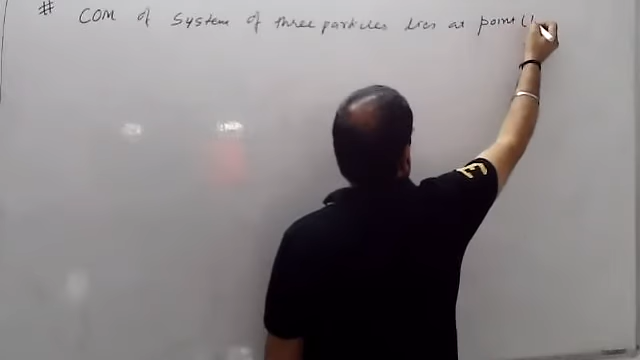 # COM of System of three particles lies at point (
E